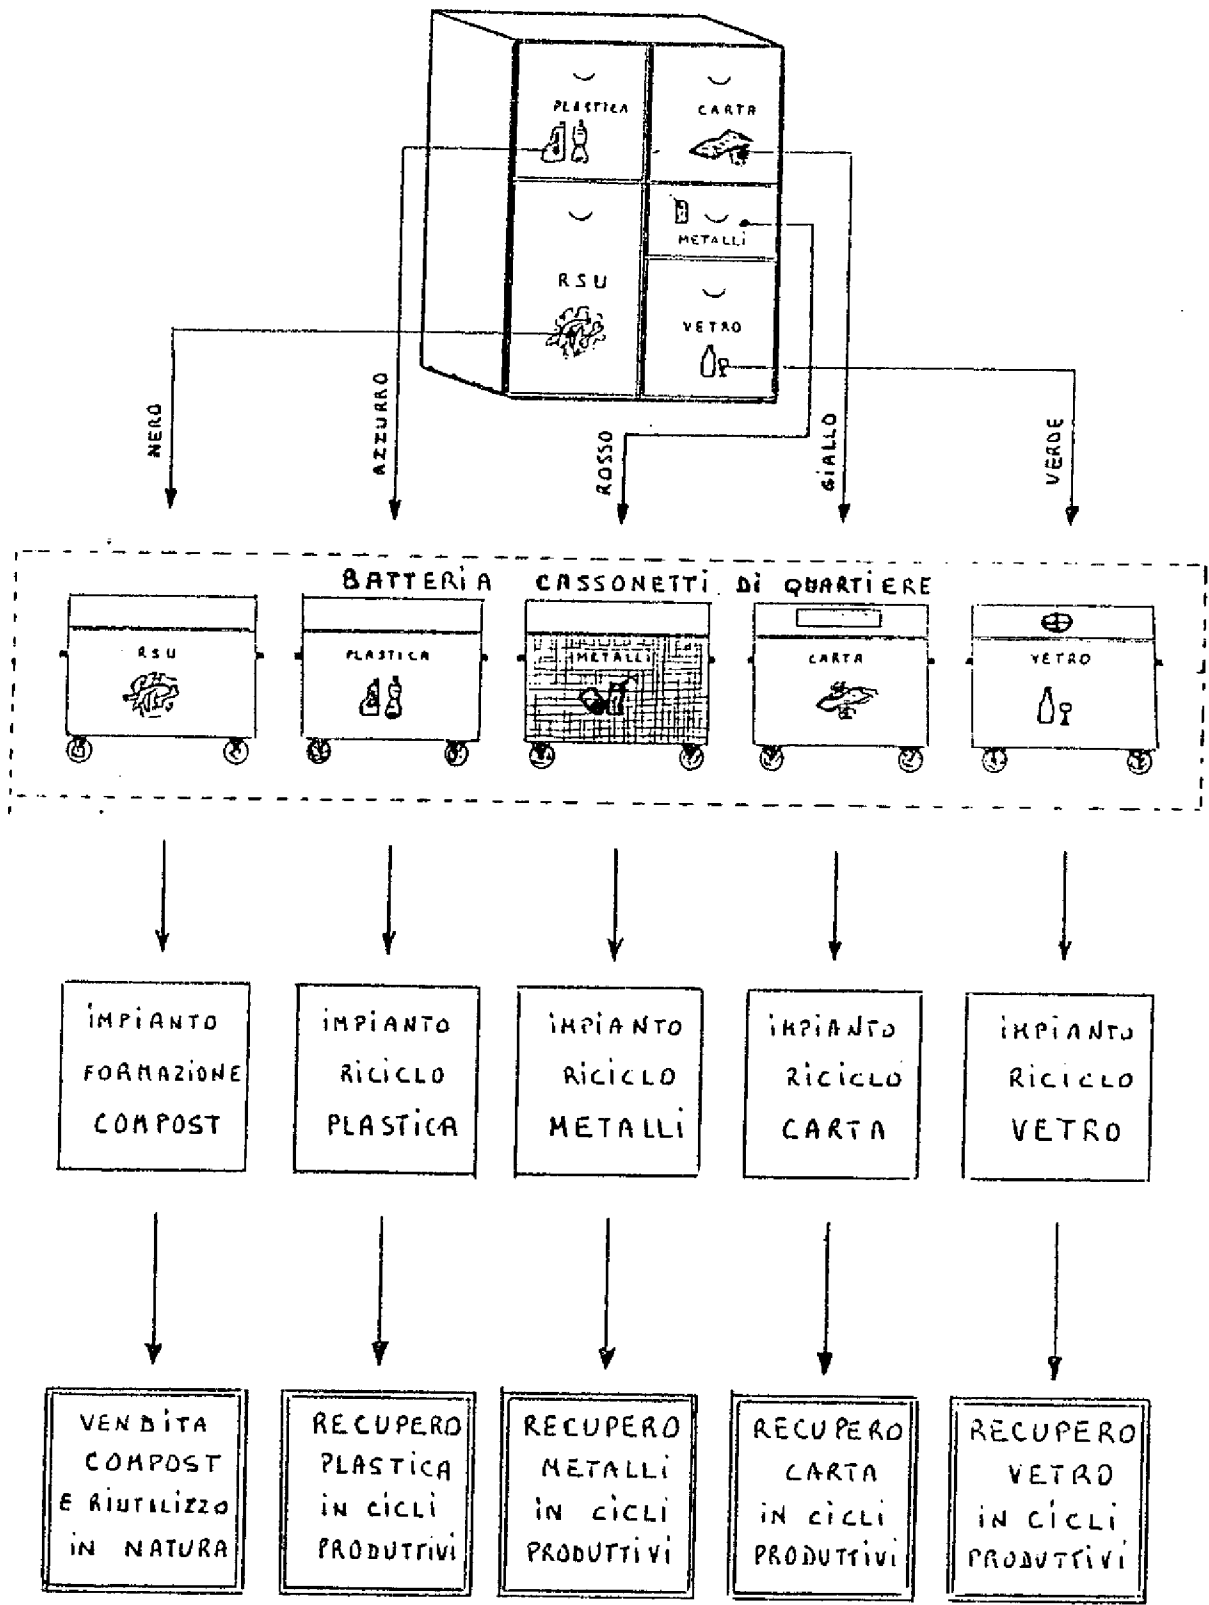 PLASTICA
CARTA
METALLI
RSU
VETRO
NERO
AZZURRO
ROSSO
GIALLO
VERDE
BATTERIA CASSONETTI DI QUARTIERE
RSU
PLASTICA
METALLI
CARTA
VETRO
IMPIANTO
FORMAZIONE
COMPOST
IMPIANTO
RICICLO
PLASTICA
IMPIANTO
RICICLO
METALLI
IMPIANTO
RICICLO
CARTA
IMPIANTO
RICICLO
VETRO
VENDITA
COMPOST
E RIUTILIZZO
IN NATURA
RECUPERO
PLASTICA
IN CICLI
PRODUTTIVI
RECUPERO
METALLI
IN CICLI
PRODUTTIVI
RECUPERO
CARTA
IN CICLI
PRODUTTIVI
RECUPERO
VETRO
IN CICLI
PRODUTTIVI